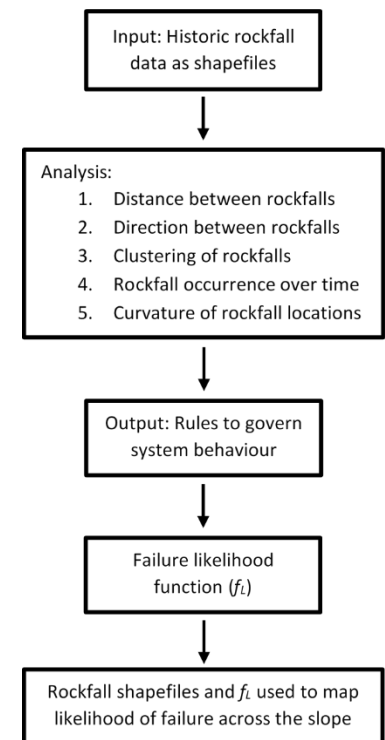 Input: Historic rockfall
data as shapefiles
Analysis:
1. Distance between rockfalls
2. Direction between rockfalls
3. Clustering of rockfalls
4. Rockfall occurrence over time
5. Curvature of rockfall locations
Output: Rules to govern
system behaviour
Failure likelihood
function (fL)
Rockfall shapefiles and fL used to map
likelihood of failure across the slope